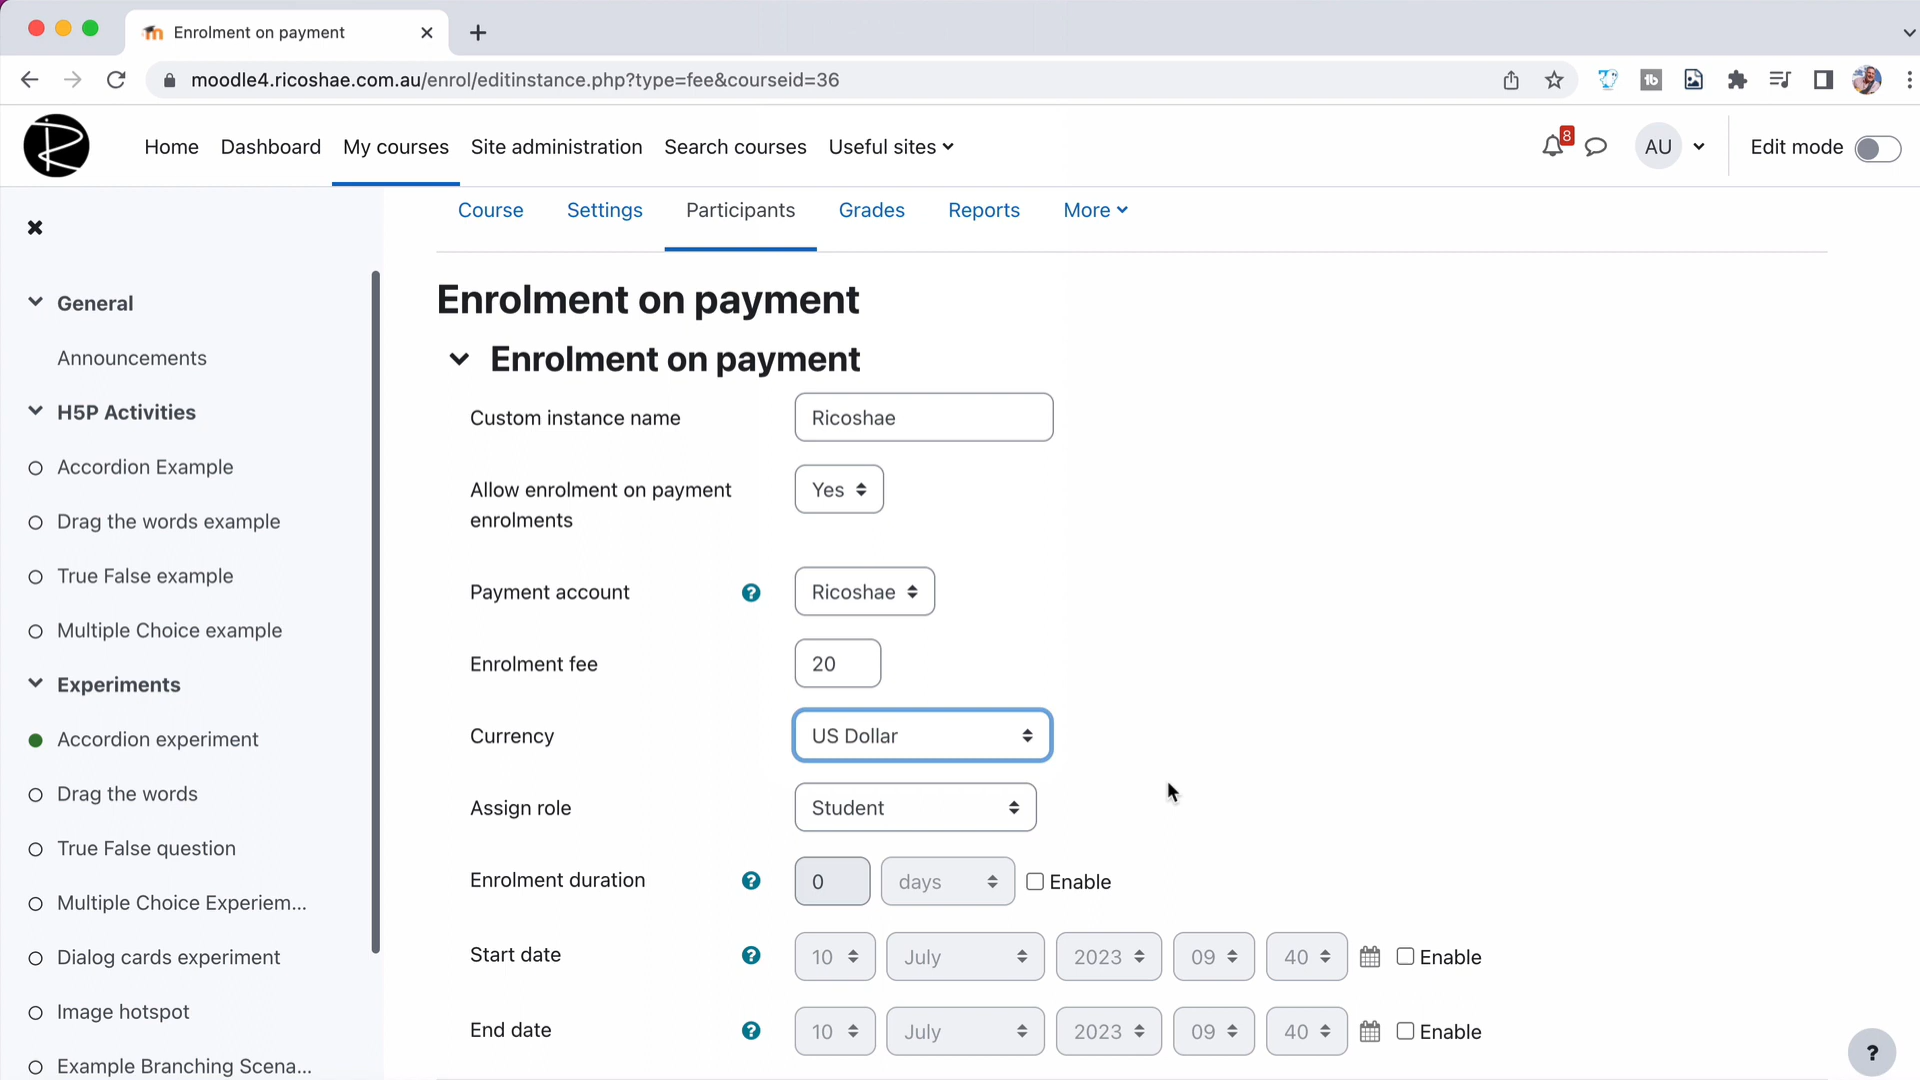 Enrolment on payment
moodle4.ricoshae.com.au/enrol/editinstance.php?type=fee&courseid=36
Home Dashboard My courses Site administration Search courses Useful sites 8 AU Edit mode
Course Settings Participants Grades Reports More
General
Announcements
H5P Activities
Accordion Example
Drag the words example
True False example
Multiple Choice example
Experiments
Accordion experiment
Drag the words
True False question
Multiple Choice Experiem...
Dialog cards experiment
Image hotspot
Example Branching Scena...
Enrolment on payment
Enrolment on payment
Custom instance name Ricoshae
Allow enrolment on payment Yes
enrolments
Payment account ? Ricoshae
Enrolment fee 20
Currency US Dollar
Assign role Student
Enrolment duration ? 0 days Enable
Start date ? 10 July 2023 09 40 Enable
End date ? 10 July 2023 09 40 Enable
?